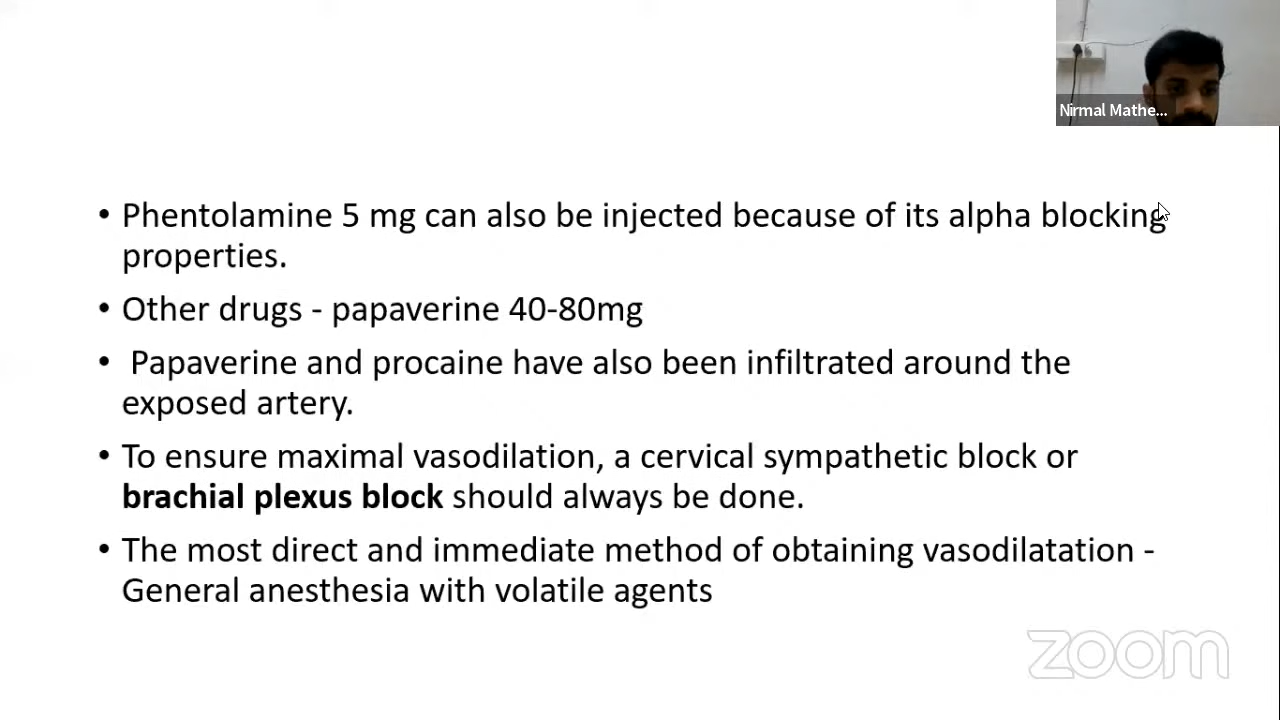 Nirmal Mathe...
• Phentolamine 5 mg can also be injected because of its alpha blocking
properties.
• Other drugs - papaverine 40-80mg
• Papaverine and procaine have also been infiltrated around the
exposed artery.
• To ensure maximal vasodilation, a cervical sympathetic block or
brachial plexus block should always be done.
• The most direct and immediate method of obtaining vasodilatation -
General anesthesia with volatile agents
zoom